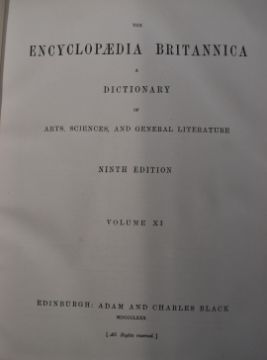 THE
ENCYCLOPÆDIA BRITANNICA
A
DICTIONARY
OF
ARTS, SCIENCES, AND GENERAL LITERATURE
NINTH EDITION
VOLUME XI
EDINBURGH: ADAM AND CHARLES BLACK
MDCCCLXXX
[All Rights reserved.]